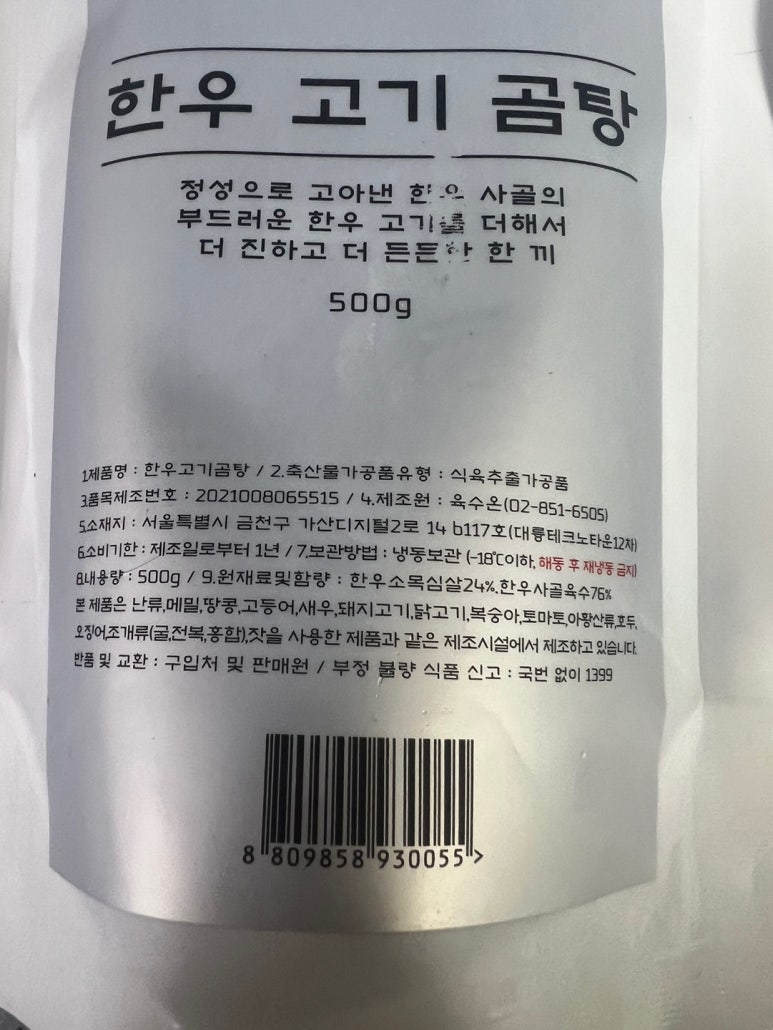 한우 고기 곰탕
정성으로 고아낸 한우 사골의
부드러운 한우 고기를 더해서
더 진하고 더 든든한 한 끼
500g
1.제품명 : 한우고기곰탕 / 2.축산물가공품유형 : 식육추출가공품
3.품목제조번호 : 2021008065515 / 4.제조원 : 육수온(02-851-6505)
5.소재지 : 서울특별시 금천구 가산디지털2로 14 b117호(대륭테크노타운12차)
6.소비기한 : 제조일로부터 1년 / 7.보관방법 : 냉동보관 (-18℃이하, 해동 후 재냉동 금지)
8.내용량 : 500g / 9.원재료및함량 : 한우소목심살24%.한우사골육수76%
본 제품은 난류,메밀,땅콩,고등어,새우,돼지고기,닭고기,복숭아,토마토,아황산류,호두,
오징어,조개류(굴,전복,홍합),잣을 사용한 제품과 같은 제조시설에서 제조하고 있습니다.
반품 및 교환 : 구입처 및 판매원 / 부정 불량 식품 신고 : 국번 없이 1399
8 809858 930055 >